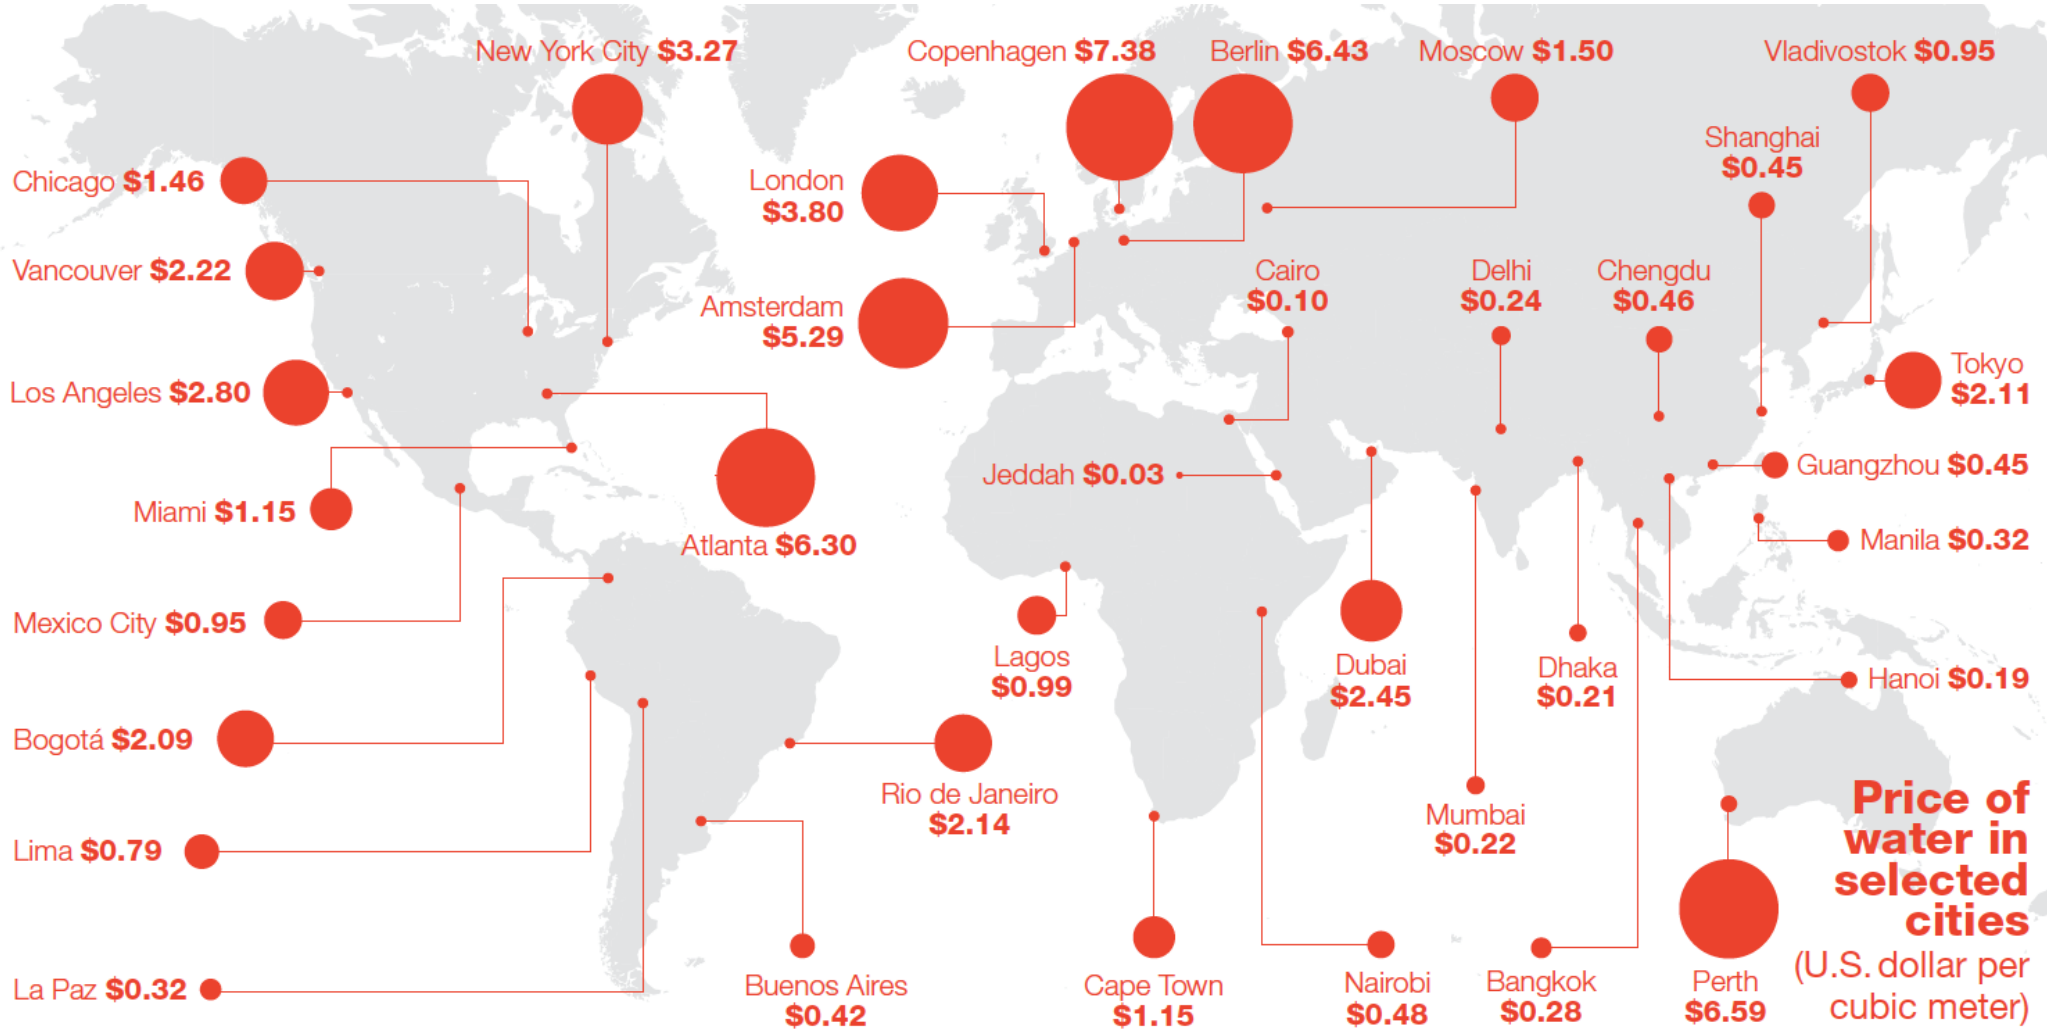 New York City $3.27
Copenhagen $7.38
Berlin $6.43
Moscow $1.50
Vladivostok $0.95
Shanghai
$0.45
Chicago $1.46
London
$3.80
Vancouver $2.22
Amsterdam
$5.29
Cairo
$0.10
Delhi
$0.24
Chengdu
$0.46
Tokyo
$2.11
Los Angeles $2.80
Jeddah $0.03
Guangzhou $0.45
Miami $1.15
Atlanta $6.30
Manila $0.32
Mexico City $0.95
Lagos
$0.99
Dubai
$2.45
Dhaka
$0.21
Hanoi $0.19
Bogotá $2.09
Rio de Janeiro
$2.14
Mumbai
$0.22
Lima $0.79
La Paz $0.32
Buenos Aires
$0.42
Cape Town
$1.15
Nairobi
$0.48
Bangkok
$0.28
Perth
$6.59
Price of
water in
selected
cities
(U.S. dollar per
cubic meter)